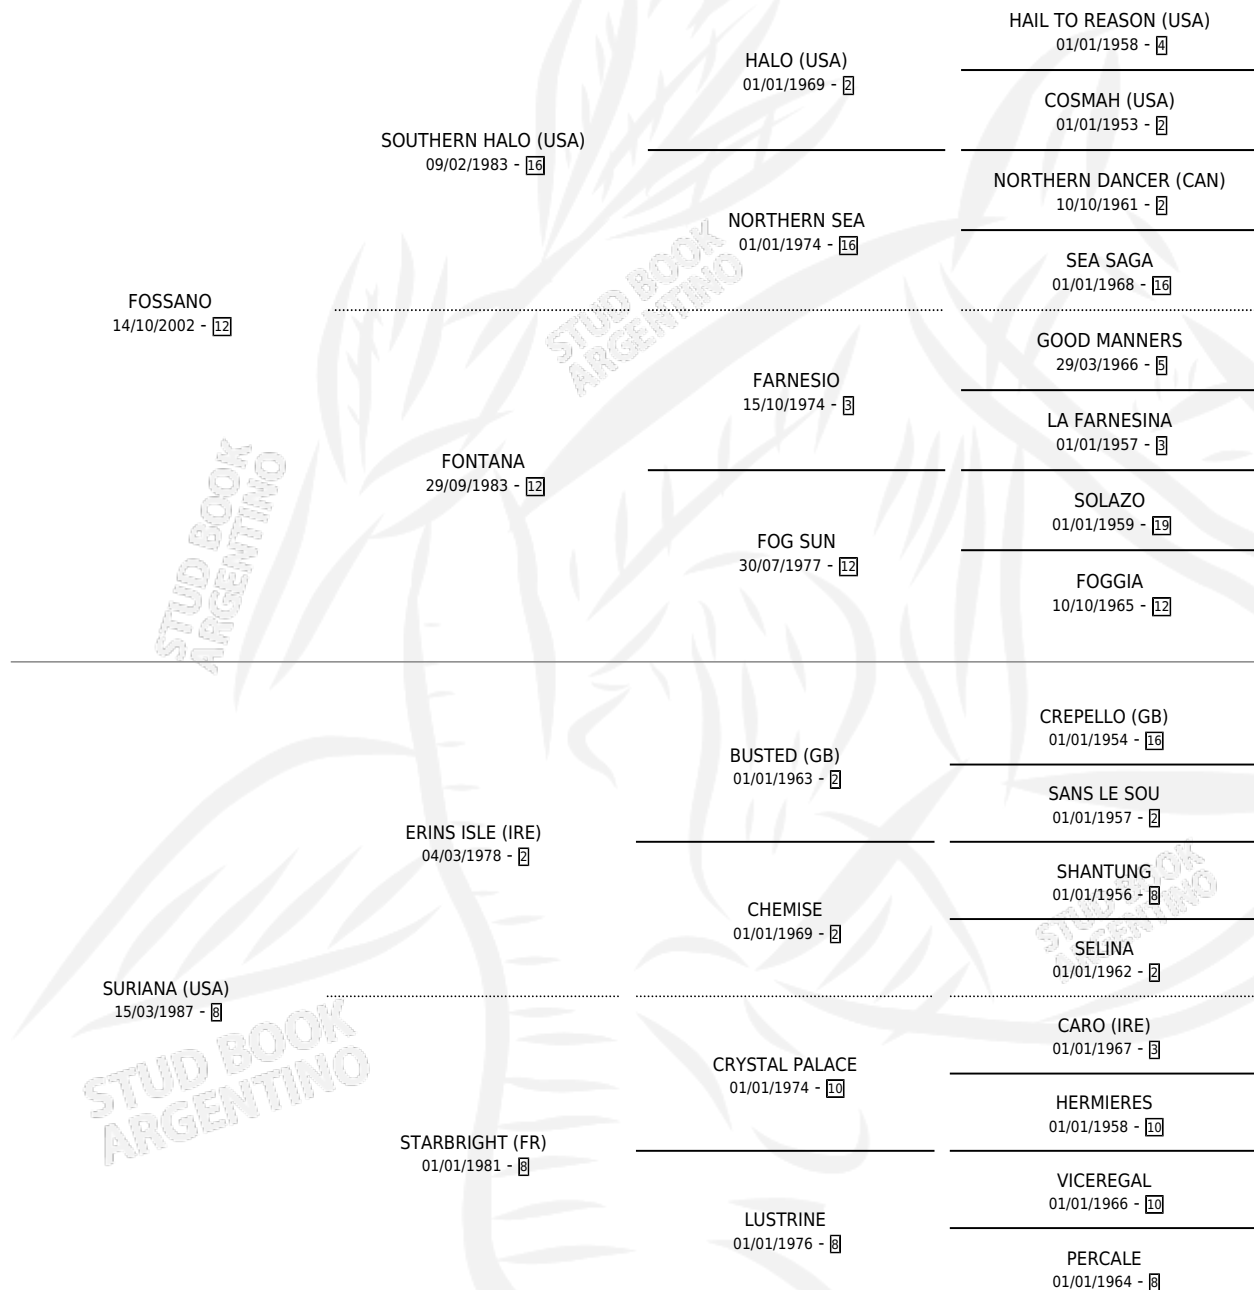 FOSSANO
14/10/2002 - 12
SOUTHERN HALO (USA)
09/02/1983 - 16
HALO (USA)
01/01/1969 - 2
HAIL TO REASON (USA)
01/01/1958 - 4
COSMAH (USA)
01/01/1953 - 2
NORTHERN SEA
01/01/1974 - 16
NORTHERN DANCER (CAN)
10/10/1961 - 2
SEA SAGA
01/01/1968 - 16
FONTANA
29/09/1983 - 12
FARNESIO
15/10/1974 - 3
GOOD MANNERS
29/03/1966 - 5
LA FARNESINA
01/01/1957 - 3
FOG SUN
30/07/1977 - 12
SOLAZO
01/01/1959 - 19
FOGGIA
10/10/1965 - 12
SURIANA (USA)
15/03/1987 - 8
ERINS ISLE (IRE)
04/03/1978 - 2
BUSTED (GB)
01/01/1963 - 2
CREPELLO (GB)
01/01/1954 - 16
SANS LE SOU
01/01/1957 - 2
CHEMISE
01/01/1969 - 2
SHANTUNG
01/01/1956 - 8
SELINA
01/01/1962 - 2
STARBRIGHT (FR)
01/01/1981 - 8
CRYSTAL PALACE
01/01/1974 - 10
CARO (IRE)
01/01/1967 - 3
HERMIERES
01/01/1958 - 10
LUSTRINE
01/01/1976 - 8
VICEREGAL
01/01/1966 - 10
PERCALE
01/01/1964 - 8
STUD BOOK
ARGENTINO
STUD BOOK
ARGENTINO
STUD BOOK
ARGENTINO
STUD BOOK
ARGENTINO